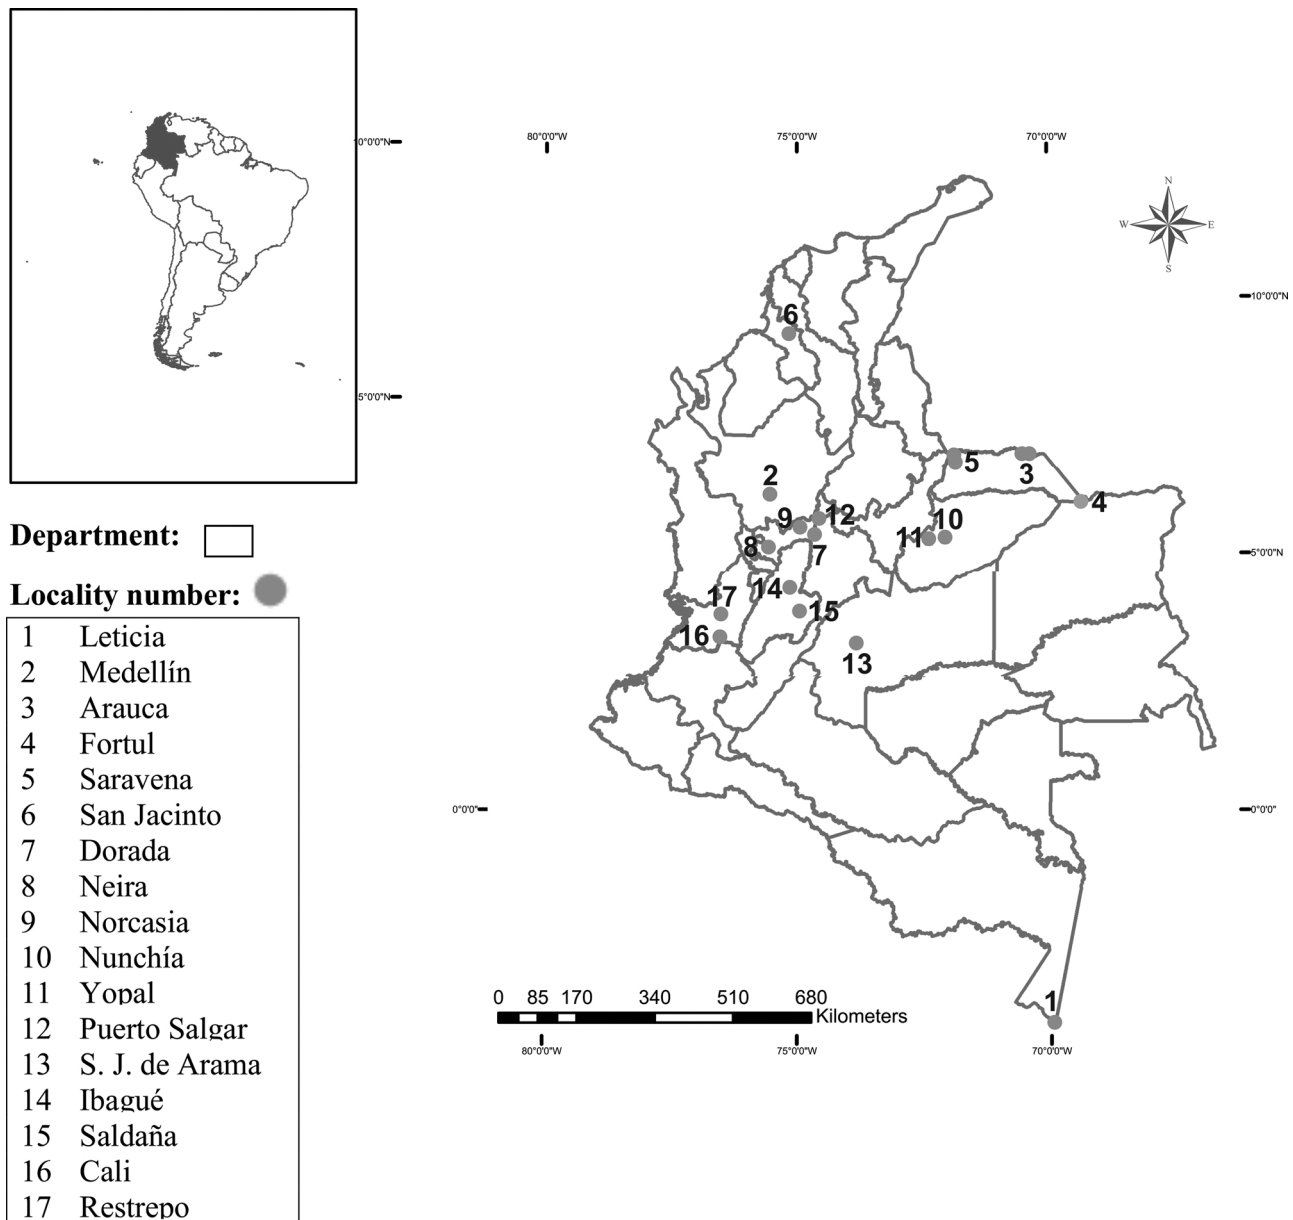 80°0'0"W 75°0'0"W 70°0'0"W
0°0'0"N
5°0'0"N
N
W E
S
10°0'0"N
5°0'0"N
0°0'0"
0°0'0"
6
2
5
3
4
9
12
10
11
8
7
14
17
15
16
13
1
0 85 170 340 510 680
Kilometers
80°0'0"W 75°0'0"W 70°0'0"W
Department:
Locality number:
1 Leticia
2 Medellín
3 Arauca
4 Fortul
5 Saravena
6 San Jacinto
7 Dorada
8 Neira
9 Norcasia
10 Nunchía
11 Yopal
12 Puerto Salgar
13 S. J. de Arama
14 Ibagué
15 Saldaña
16 Cali
17 Restrepo